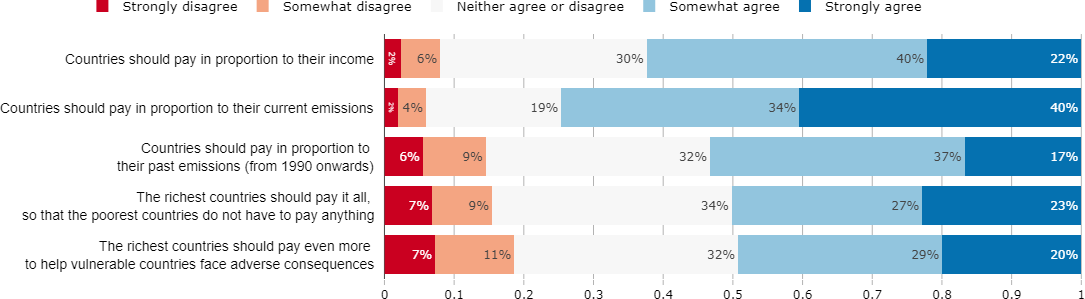 Strongly disagree Somewhat disagree Neither agree or disagree Somewhat agree Strongly agree
Countries should pay in proportion to their income 2% 6% 30% 40% 22%
Countries should pay in proportion to their current emissions 2% 4% 19% 34% 40%
Countries should pay in proportion to
their past emissions (from 1990 onwards) 6% 9% 32% 37% 17%
The richest countries should pay it all,
so that the poorest countries do not have to pay anything 7% 9% 34% 27% 23%
The richest countries should pay even more
to help vulnerable countries face adverse consequences 7% 11% 32% 29% 20%
0 0.1 0.2 0.3 0.4 0.5 0.6 0.7 0.8 0.9 1